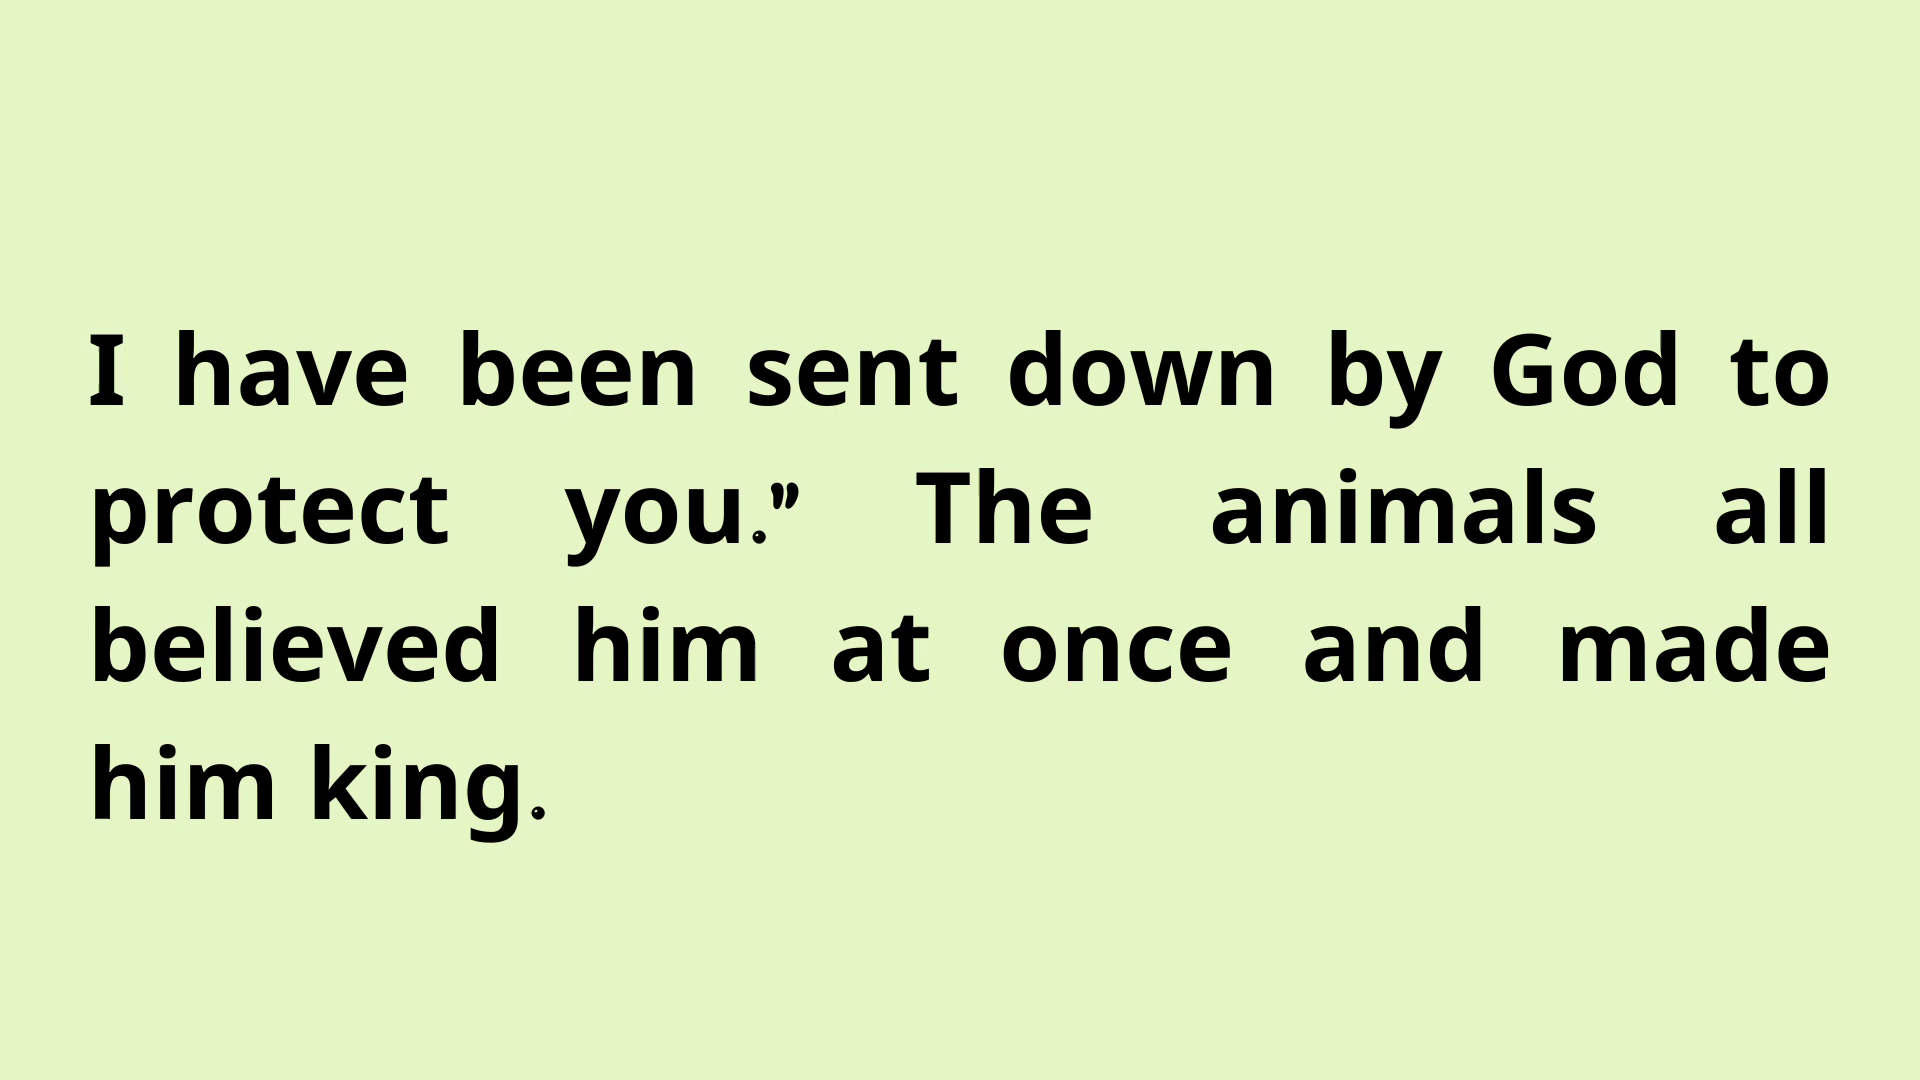 I have been sent down by God to
protect you.” The animals all
believed him at once and made
him king.